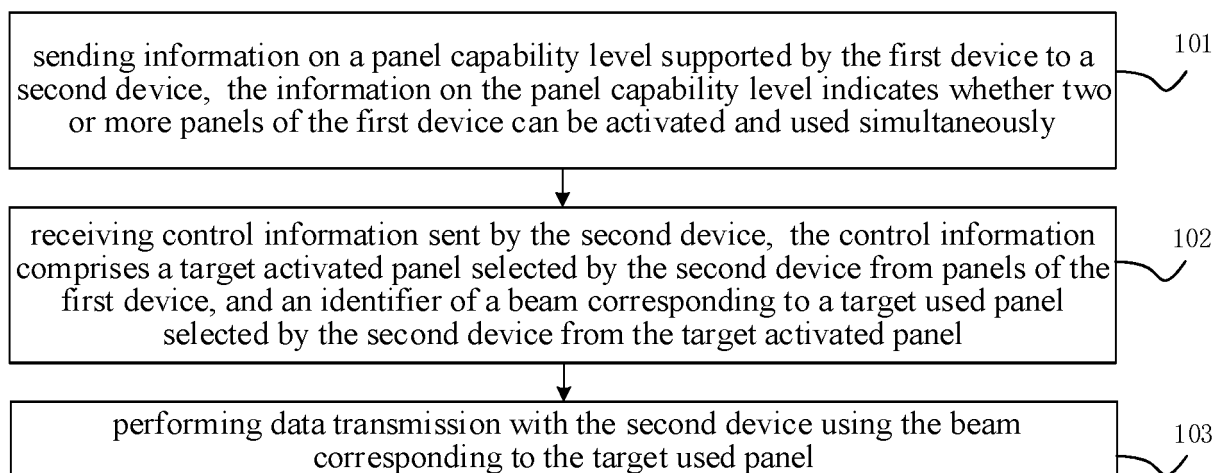 sending information on a panel capability level supported by the first device to a
second device, the information on the panel capability level indicates whether two
or more panels of the first device can be activated and used simultaneously
101
receiving control information sent by the second device, the control information
comprises a target activated panel selected by the second device from panels of the
first device, and an identifier of a beam corresponding to a target used panel
selected by the second device from the target activated panel
102
performing data transmission with the second device using the beam
corresponding to the target used panel
103